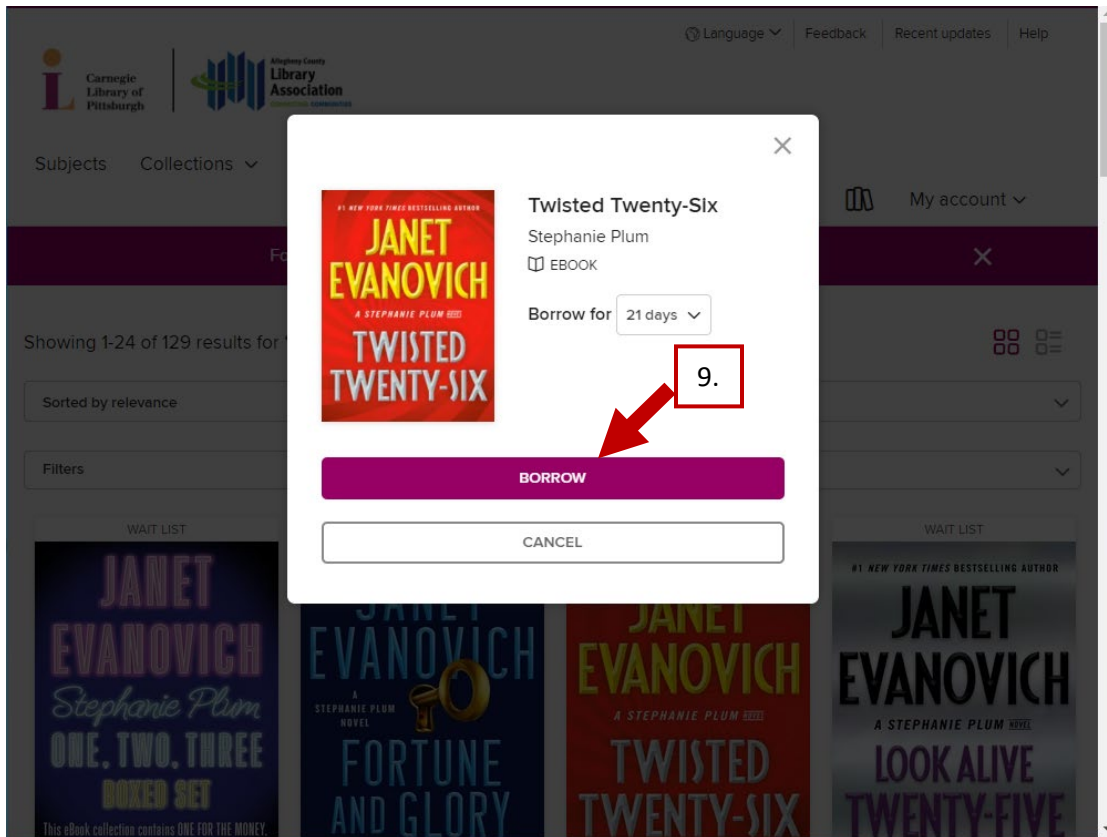 Language
Feedback
Recent updates
Help
Carnegie
Library of
Pittsburgh
Allegheny County
Library
Association
CONNECTING COMMUNITIES
Subjects
Collections
My account
Fo
Showing 1-24 of 129 results for
Sorted by relevance
Filters
#1 NEW YORK TIMES BESTSELLING AUTHOR
JANET
EVANOVICH
A STEPHANIE PLUM NOVEL
TWISTED
TWENTY-SIX
Twisted Twenty-Six
Stephanie Plum
EBOOK
Borrow for
21 days
9.
BORROW
CANCEL
WAIT LIST
JANET
EVANOVICH
Stephanie Plum
ONE, TWO, THREE
BOXED SET
This eBook collection contains ONE FOR THE MONEY,
JANET
EVANOVICH
A
STEPHANIE PLUM
NOVEL
FORTUNE
AND GLORY
JANET
EVANOVICH
A STEPHANIE PLUM NOVEL
TWISTED
TWENTY-SIX
WAIT LIST
#1 NEW YORK TIMES BESTSELLING AUTHOR
JANET
EVANOVICH
A STEPHANIE PLUM NOVEL
LOOK ALIVE
TWENTY-FIVE